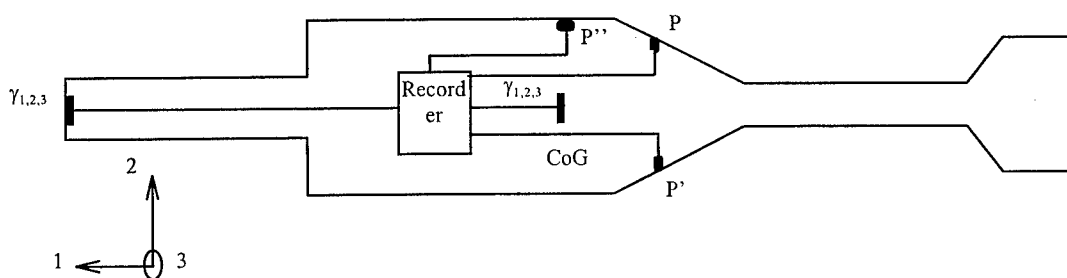 P
P''
γ1,2,3
Record
er
γ1,2,3
CoG
P'
2
1
3